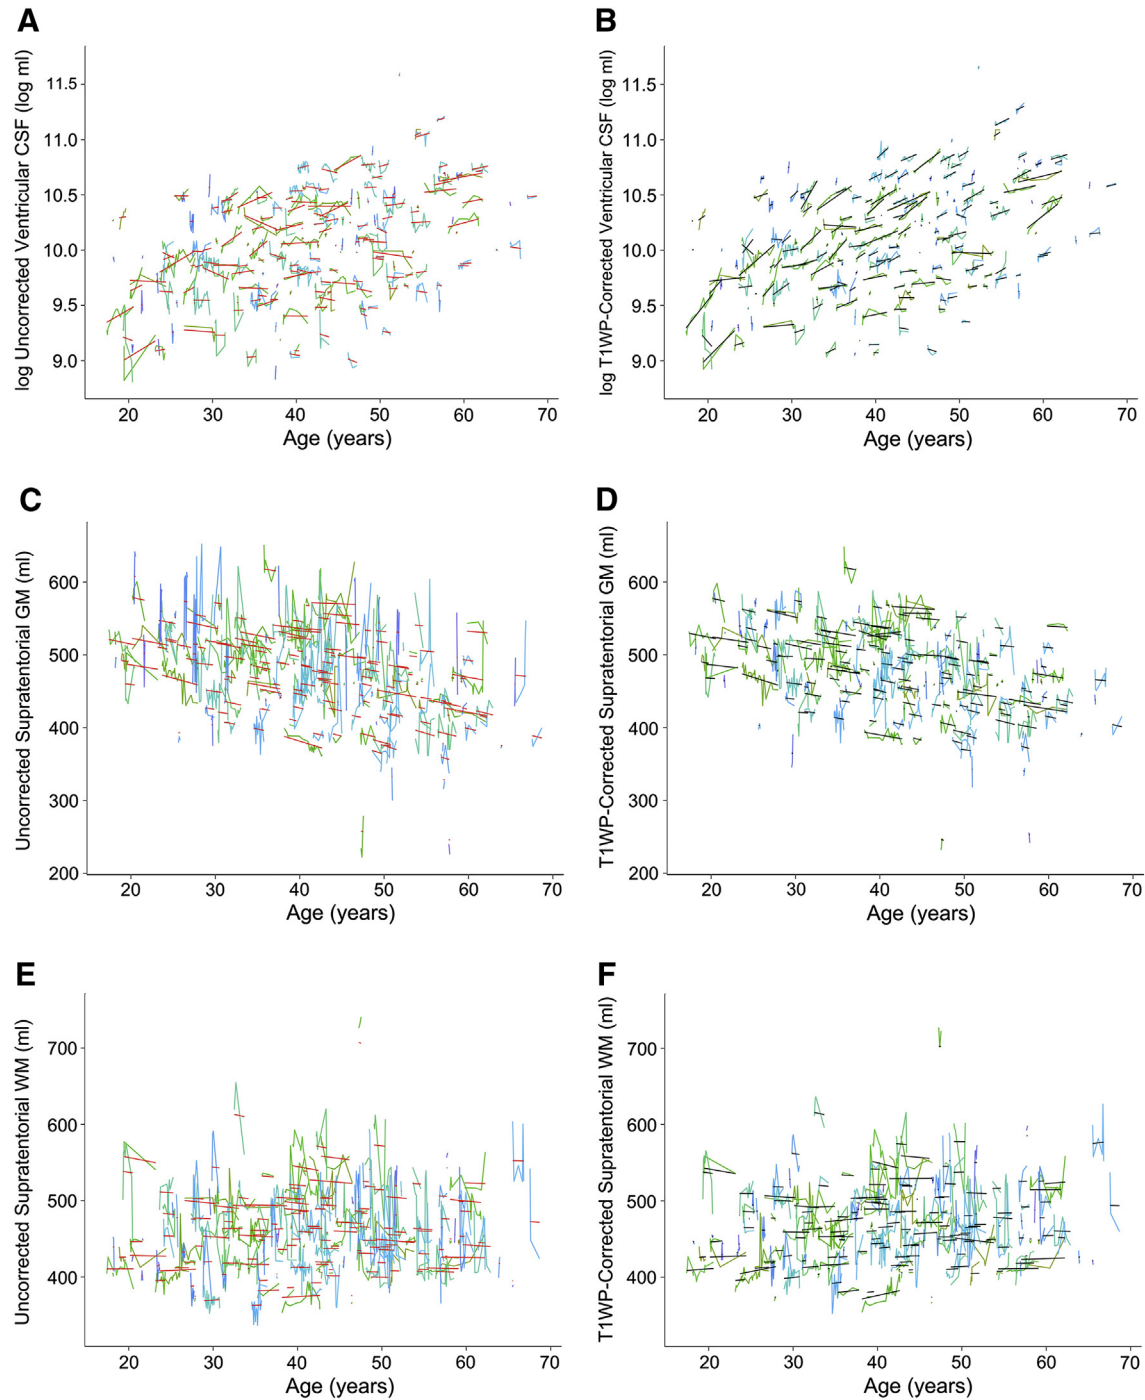 A
B
log Uncorrected Ventricular CSF (log ml)
11.5
11.0
10.5
10.0
9.5
9.0
20 30 40 50 60 70
Age (years)
log T1WP-Corrected Ventricular CSF (log ml)
11.5
11.0
10.5
10.0
9.5
9.0
20 30 40 50 60 70
Age (years)
C
D
Uncorrected Supratentorial GM (ml)
600
500
400
300
200
20 30 40 50 60 70
Age (years)
T1WP-Corrected Supratentorial GM (ml)
600
500
400
300
200
20 30 40 50 60 70
Age (years)
E
F
Uncorrected Supratentorial WM (ml)
700
600
500
400
20 30 40 50 60 70
Age (years)
T1WP-Corrected Supratentorial WM (ml)
700
600
500
400
20 30 40 50 60 70
Age (years)